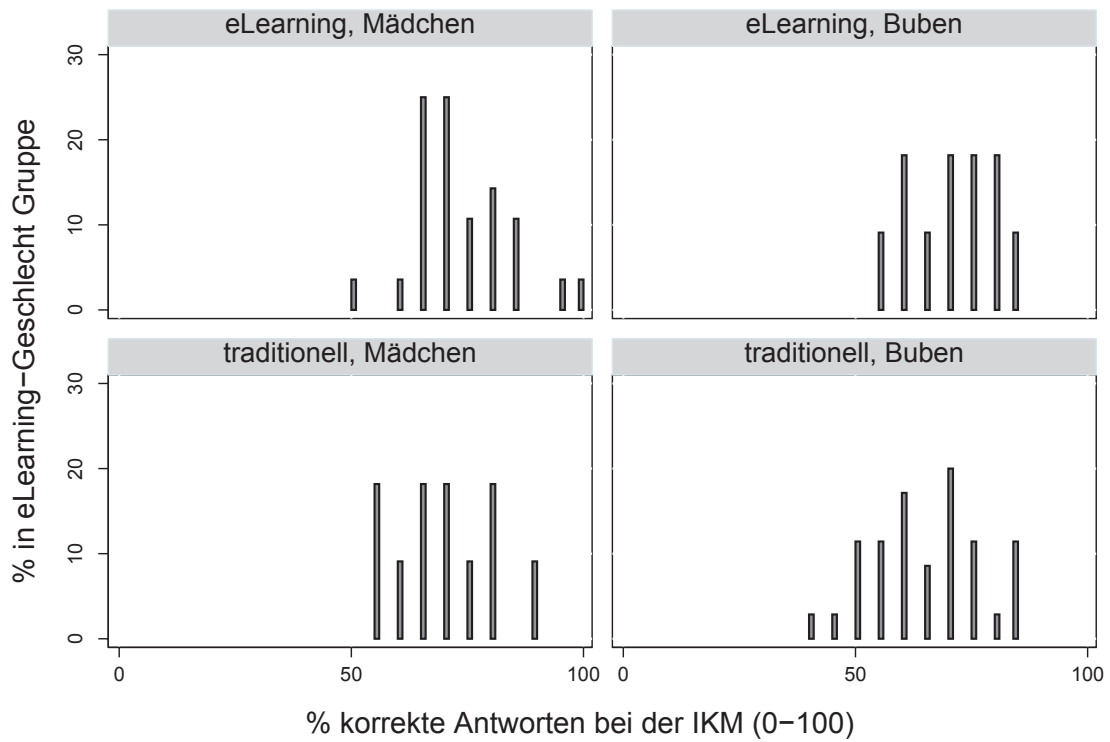 eLearning, Mädchen
eLearning, Buben
30
20
10
0
traditionell, Mädchen
traditionell, Buben
30
20
10
0
0
50
100
0
50
100
% in eLearning−Geschlecht Gruppe
% korrekte Antworten bei der IKM (0−100)